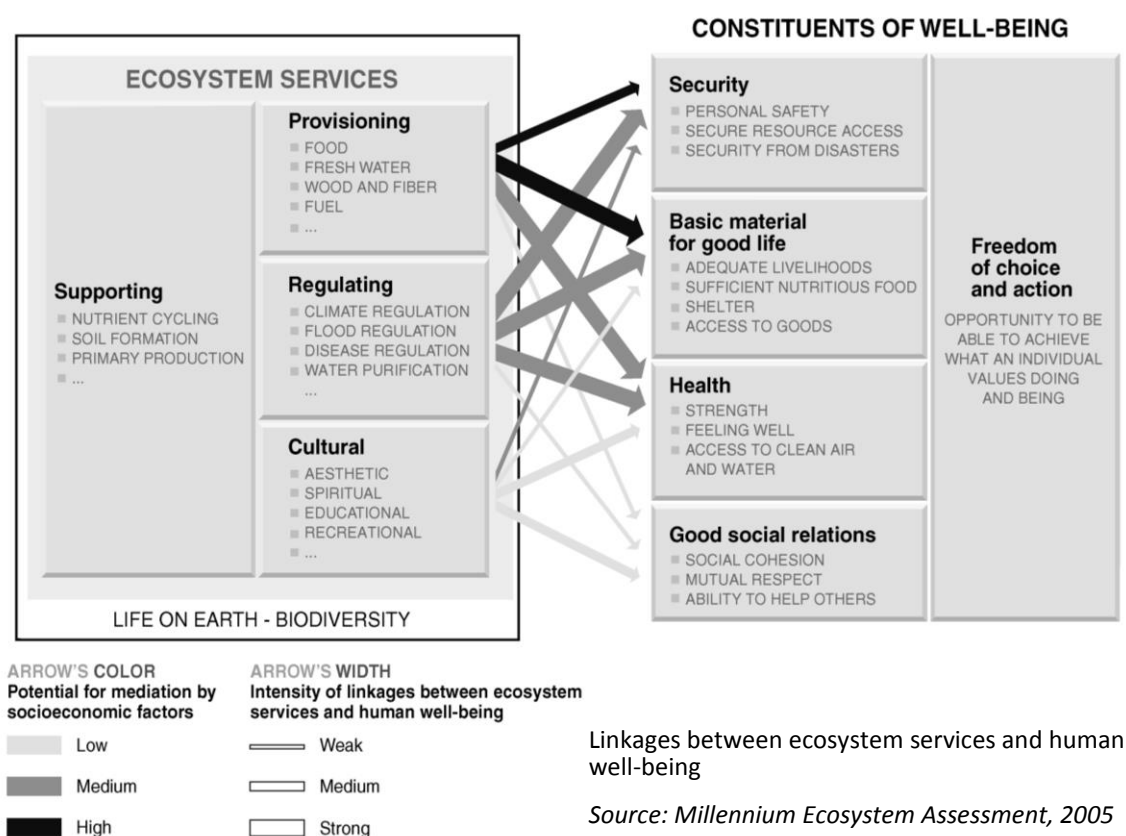 CONSTITUENTS OF WELL-BEING
ECOSYSTEM SERVICES
Supporting
NUTRIENT CYCLING
SOIL FORMATION
PRIMARY PRODUCTION
...
Provisioning
FOOD
FRESH WATER
WOOD AND FIBER
FUEL
...
Regulating
CLIMATE REGULATION
FLOOD REGULATION
DISEASE REGULATION
WATER PURIFICATION
...
Cultural
AESTHETIC
SPIRITUAL
EDUCATIONAL
RECREATIONAL
...
LIFE ON EARTH - BIODIVERSITY
Security
PERSONAL SAFETY
SECURE RESOURCE ACCESS
SECURITY FROM DISASTERS
Basic material
for good life
ADEQUATE LIVELIHOODS
SUFFICIENT NUTRITIOUS FOOD
SHELTER
ACCESS TO GOODS
Health
STRENGTH
FEELING WELL
ACCESS TO CLEAN AIR
AND WATER
Good social relations
SOCIAL COHESION
MUTUAL RESPECT
ABILITY TO HELP OTHERS
Freedom
of choice
and action
OPPORTUNITY TO BE
ABLE TO ACHIEVE
WHAT AN INDIVIDUAL
VALUES DOING
AND BEING
ARROW'S COLOR
Potential for mediation by
socioeconomic factors
Low
Medium
High
ARROW'S WIDTH
Intensity of linkages between ecosystem
services and human well-being
Weak
Medium
Strong
Linkages between ecosystem services and human
well-being
Source: Millennium Ecosystem Assessment, 2005